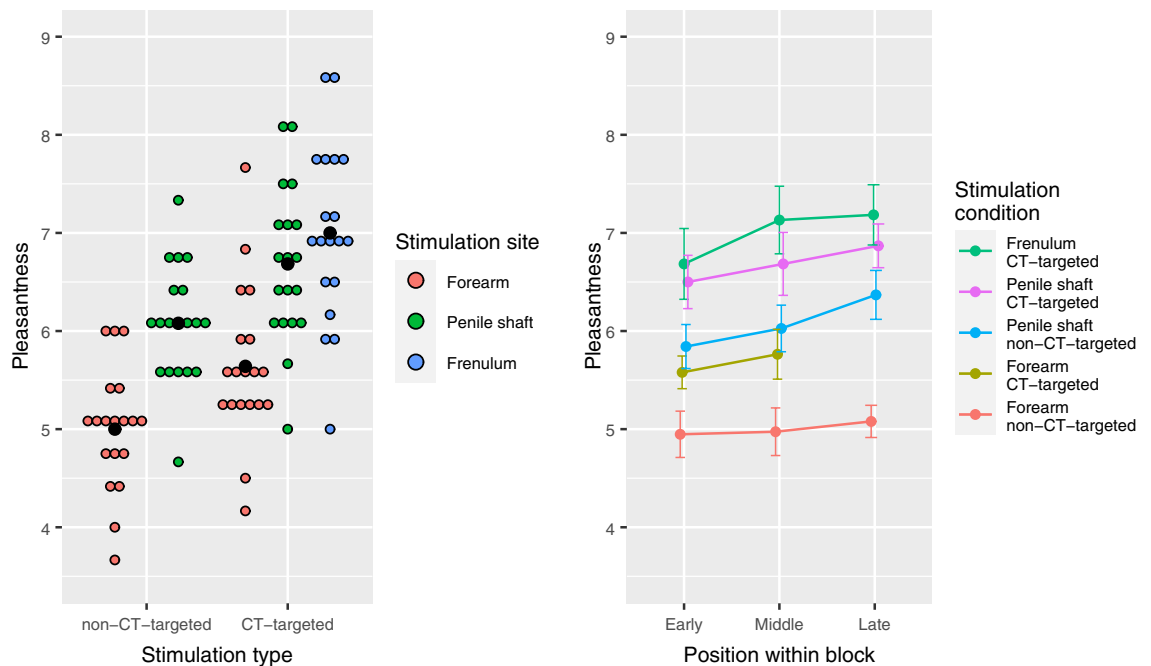 9
8
7
6
5
4
Pleasantness
non−CT−targeted
CT−targeted
Stimulation type
Stimulation site
Forearm
Penile shaft
Frenulum
9
8
7
6
5
4
Pleasantness
Early
Middle
Late
Position within block
Stimulation
condition
Frenulum
CT−targeted
Penile shaft
CT−targeted
Penile shaft
non−CT−targeted
Forearm
CT−targeted
Forearm
non−CT−targeted